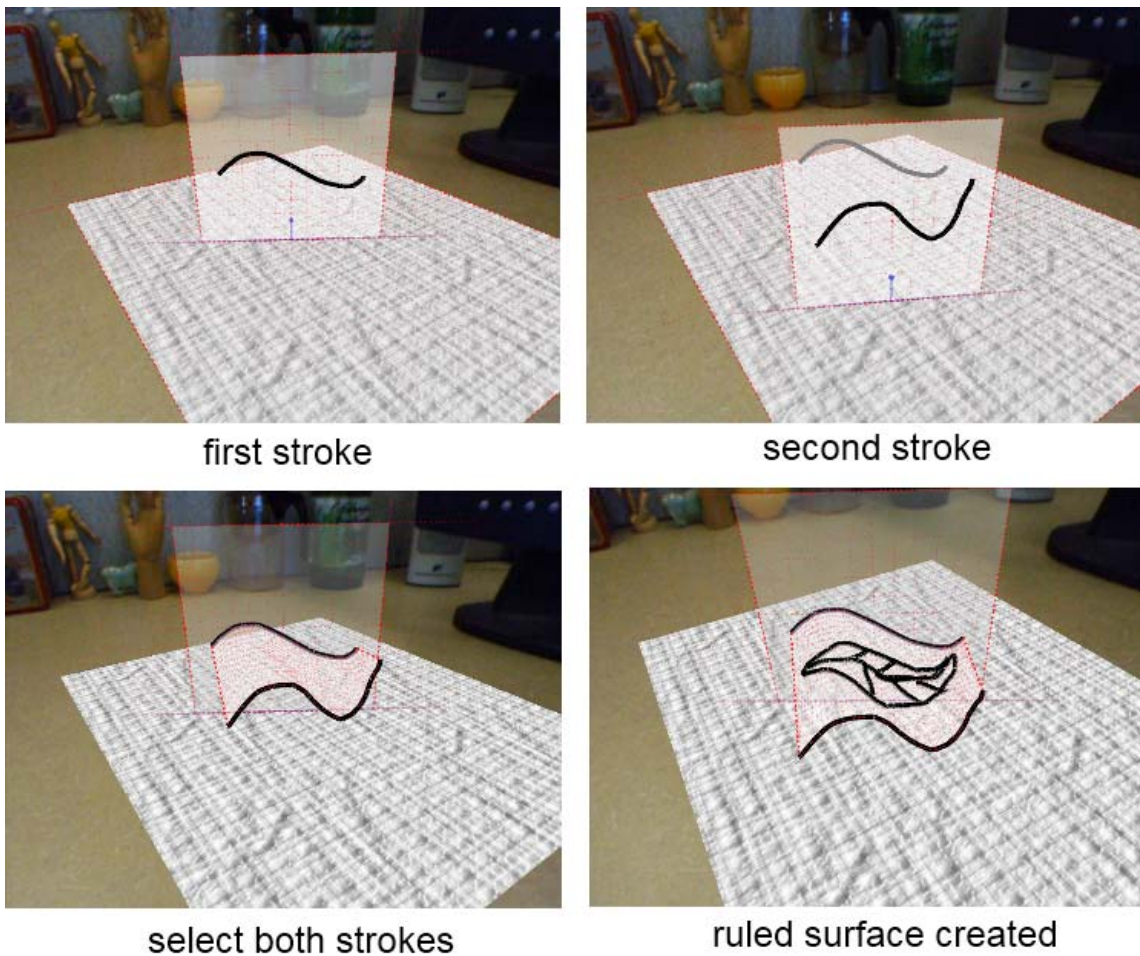 first stroke
second stroke
select both strokes
ruled surface created